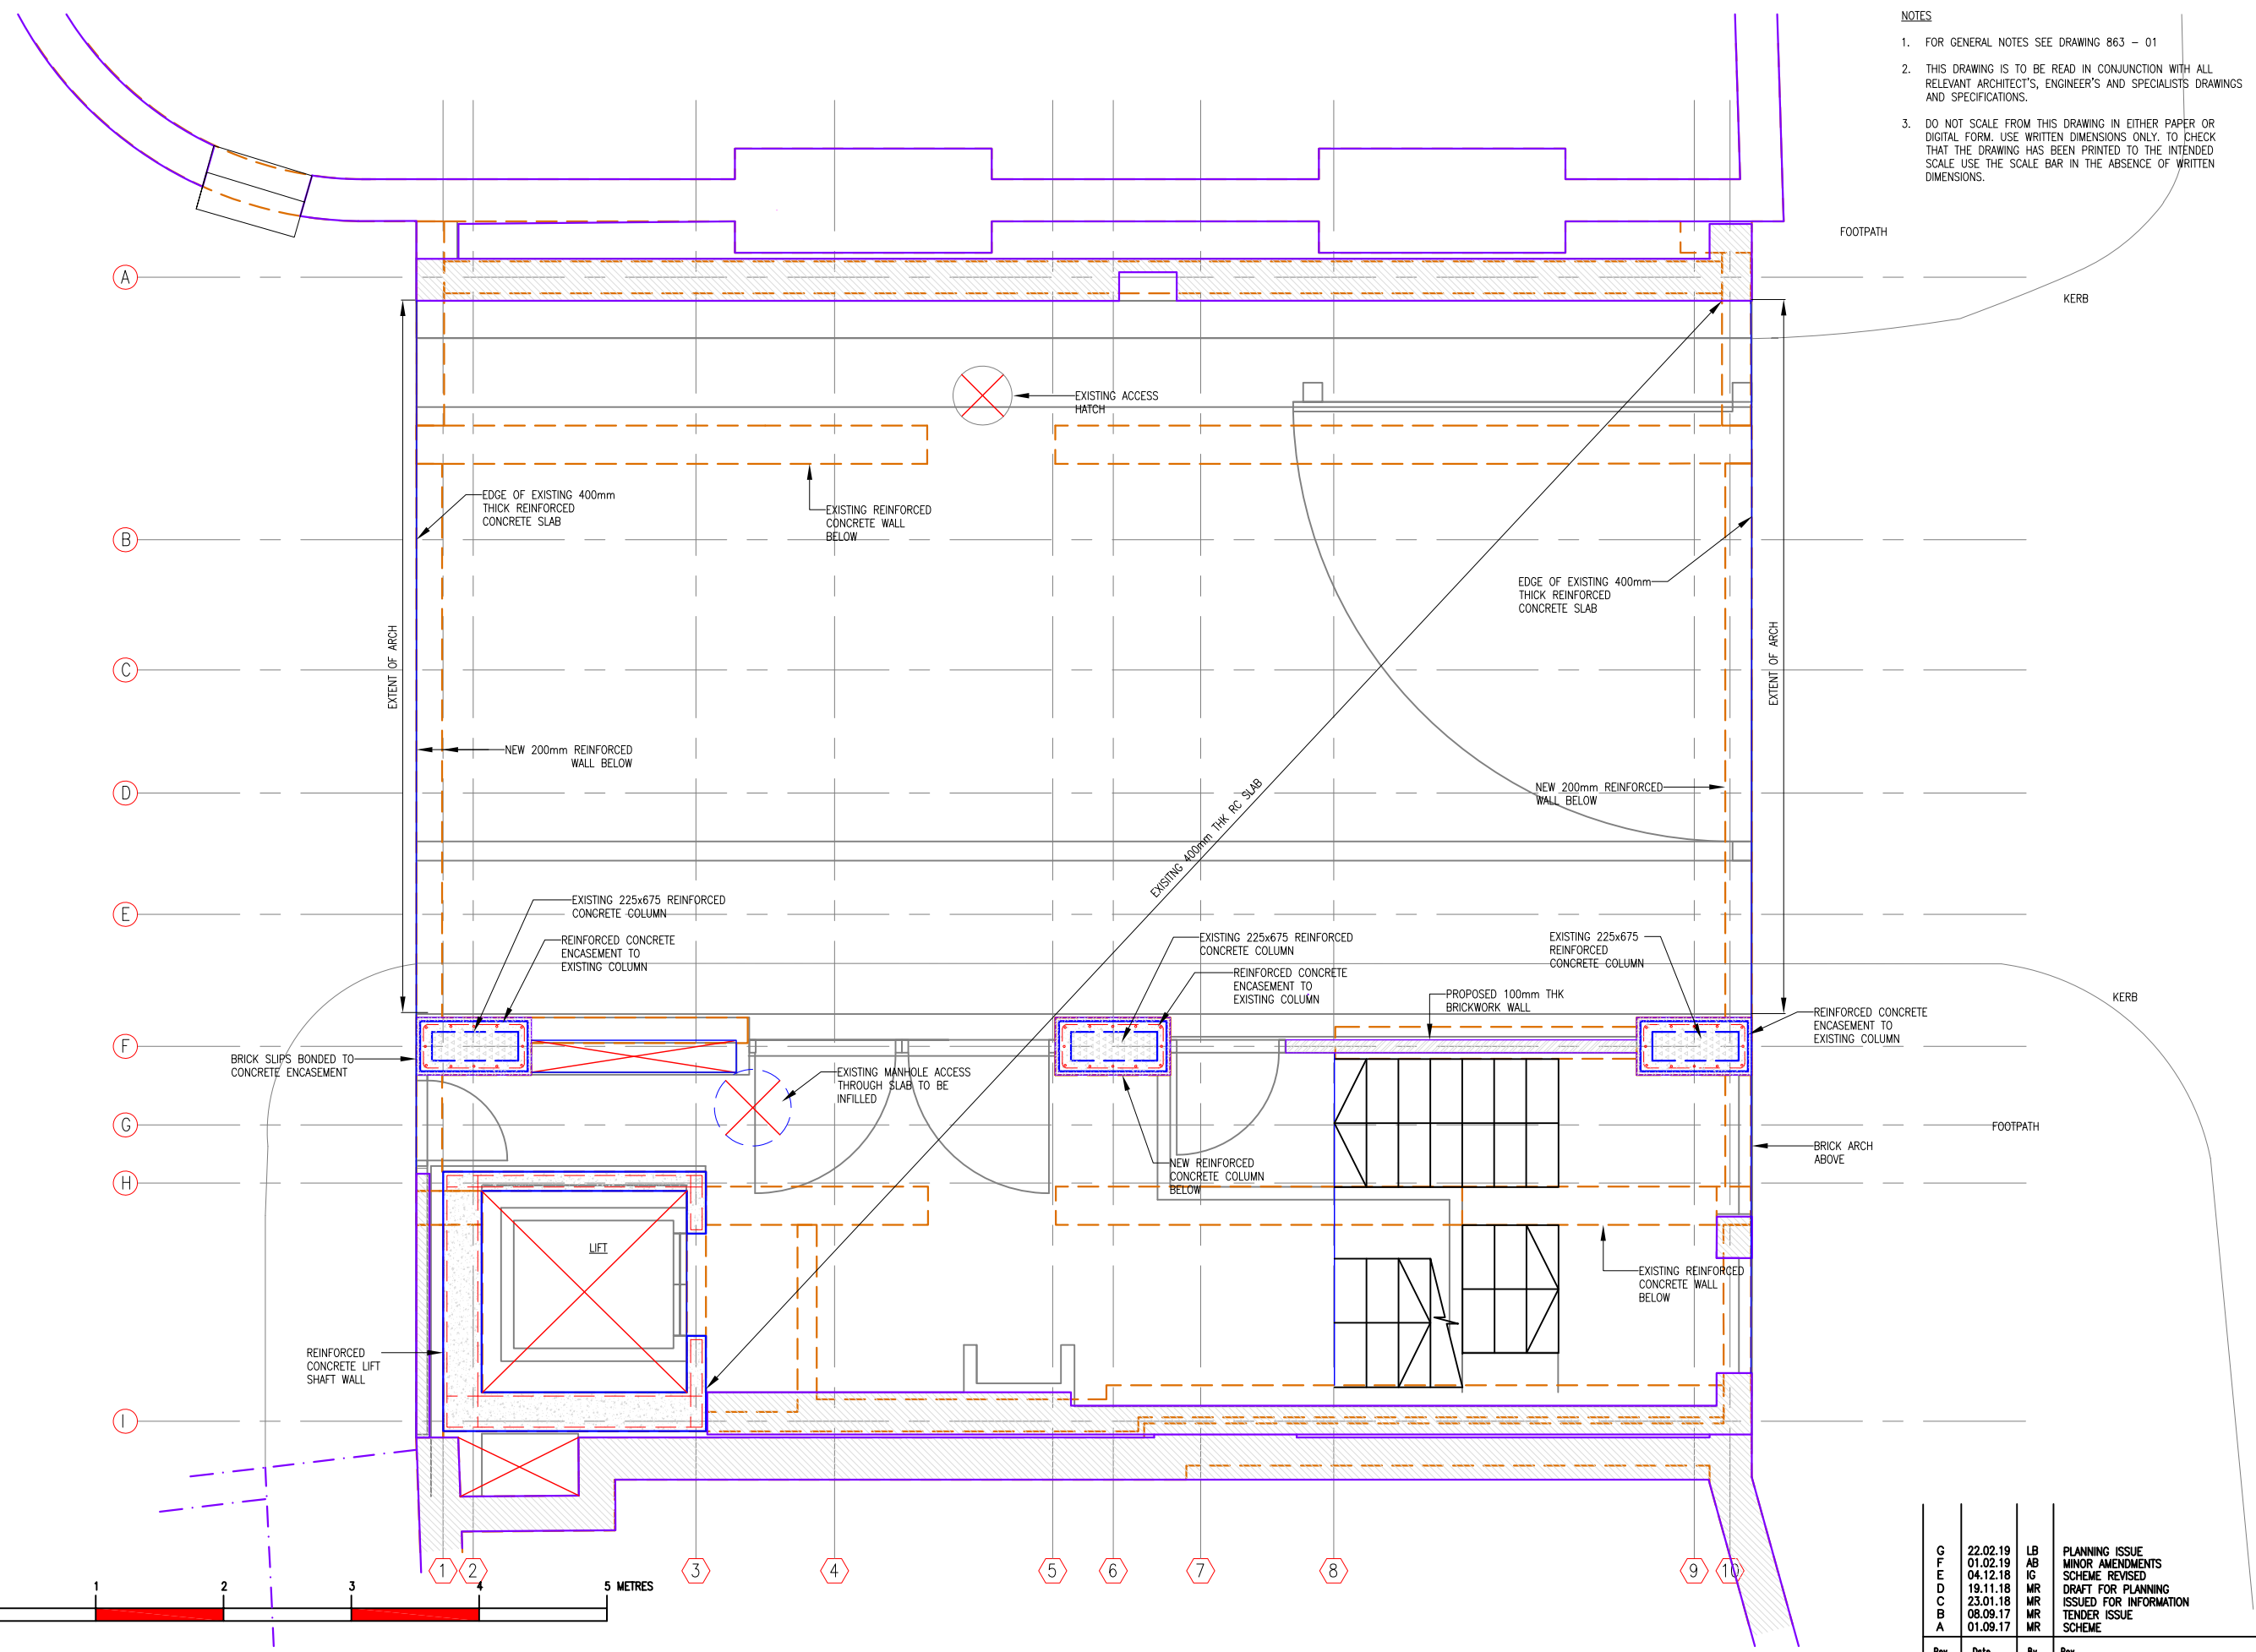 NOTES
1. FOR GENERAL NOTES SEE DRAWING 863 - 01
2. THIS DRAWING IS TO BE READ IN CONJUNCTION WITH ALL
RELEVANT ARCHITECT'S, ENGINEER'S AND SPECIALISTS DRAWINGS
AND SPECIFICATIONS.
3. DO NOT SCALE FROM THIS DRAWING IN EITHER PAPER OR
DIGITAL FORM. USE WRITTEN DIMENSIONS ONLY. TO CHECK
THAT THE DRAWING HAS BEEN PRINTED TO THE INTENDED
SCALE USE THE SCALE BAR IN THE ABSENCE OF WRITTEN
DIMENSIONS.
FOOTPATH
A
KERB
EXISTING ACCESS
HATCH
EDGE OF EXISTING 400mm
THICK REINFORCED
CONCRETE SLAB
EXISTING REINFORCED
CONCRETE WALL
BELOW
B
EDGE OF EXISTING 400mm
THICK REINFORCED
CONCRETE SLAB
EXTENT OF ARCH
EXTENT OF ARCH
C
NEW 200mm REINFORCED
WALL BELOW
D
NEW 200mm REINFORCED
WALL BELOW
EXISITNG 400mm THK RC SLAB
E
EXISTING 225x675 REINFORCED
CONCRETE COLUMN
REINFORCED CONCRETE
ENCASEMENT TO
EXISTING COLUMN
EXISTING 225x675 REINFORCED
CONCRETE COLUMN
REINFORCED CONCRETE
ENCASEMENT TO
EXISTING COLUMN
EXISTING 225x675
REINFORCED
CONCRETE COLUMN
PROPOSED 100mm THK
BRICKWORK WALL
KERB
REINFORCED CONCRETE
ENCASEMENT TO
EXISTING COLUMN
F
BRICK SLIPS BONDED TO
CONCRETE ENCASEMENT
EXISTING MANHOLE ACCESS
THROUGH SLAB TO BE
INFILLED
G
FOOTPATH
BRICK ARCH
ABOVE
H
NEW REINFORCED
CONCRETE COLUMN
BELOW
LIFT
EXISTING REINFORCED
CONCRETE WALL
BELOW
REINFORCED
CONCRETE LIFT
SHAFT WALL
I
1 2 3 4 5 6 7 8 9 10
1 2 3 4 5 METRES
G 22.02.19 LB PLANNING ISSUE
F 01.02.19 AB MINOR AMENDMENTS
E 04.12.18 IG SCHEME REVISED
D 19.11.18 MR DRAFT FOR PLANNING
C 23.01.18 MR ISSUED FOR INFORMATION
B 08.09.17 MR TENDER ISSUE
A 01.09.17 MR SCHEME
Rev Date By Rev